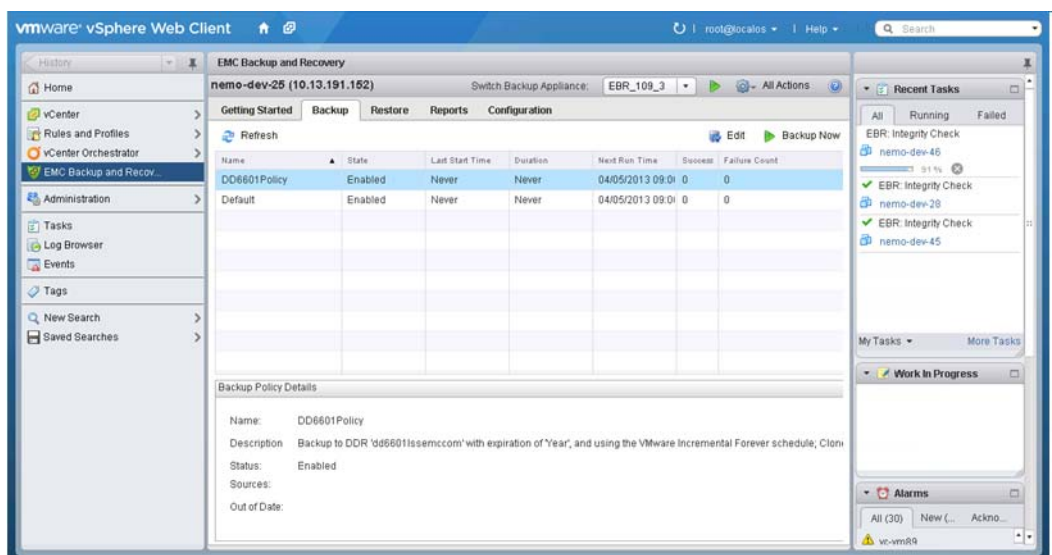 vmware® vSphere Web Client
root@localos
Help
Search
History
Home
vCenter
Rules and Profiles
vCenter Orchestrator
EMC Backup and Recov...
Administration
Tasks
Log Browser
Events
Tags
New Search
Saved Searches
EMC Backup and Recovery
nemo-dev-25 (10.13.191.152)
Switch Backup Appliance:
EBR_109_3
All Actions
Getting Started Backup Restore Reports Configuration
Refresh
Edit
Backup Now
Name State Last Start Time Duration Next Run Time Success Failure Count
DD6601Policy Enabled Never Never 04/05/2013 09:0 0 0
Default Enabled Never Never 04/05/2013 09:0 0 0
Backup Policy Details
Name: DD6601Policy
Description Backup to DDR 'dd6601lssemccom' with expiration of 'Year', and using the VMware Incremental Forever schedule; Clon
Status: Enabled
Sources:
Out of Date:
Recent Tasks
All Running Failed
EBR: Integrity Check
nemo-dev-46
91 %
EBR: Integrity Check
nemo-dev-28
EBR: Integrity Check
nemo-dev-45
My Tasks
More Tasks
Work In Progress
Alarms
All (30) New (... Ackno...
vc-vm89